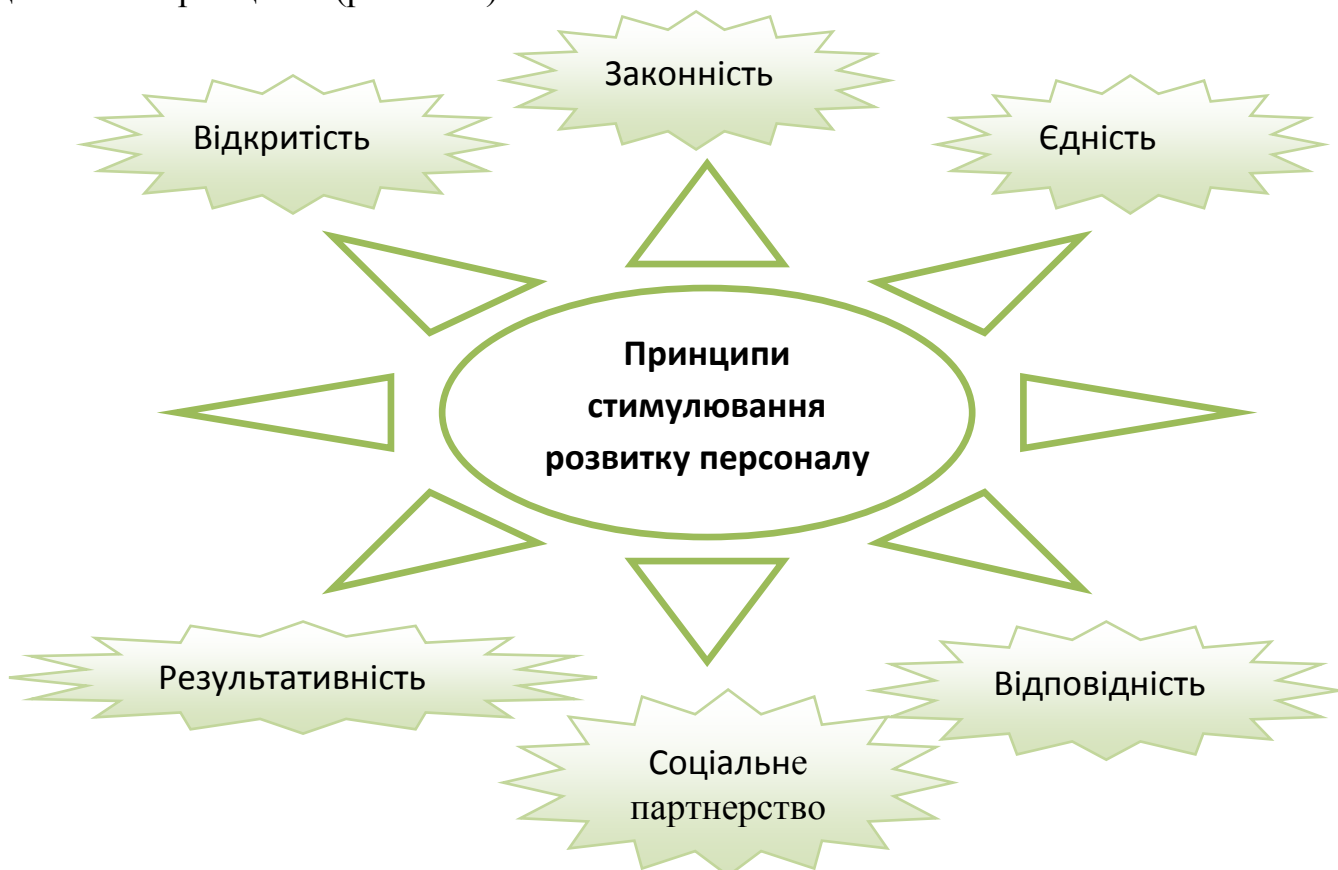 Законність
Відкритість
Єдність
Принципи
стимулювання
розвитку персоналу
Результативність
Відповідність
Соціальне
партнерство